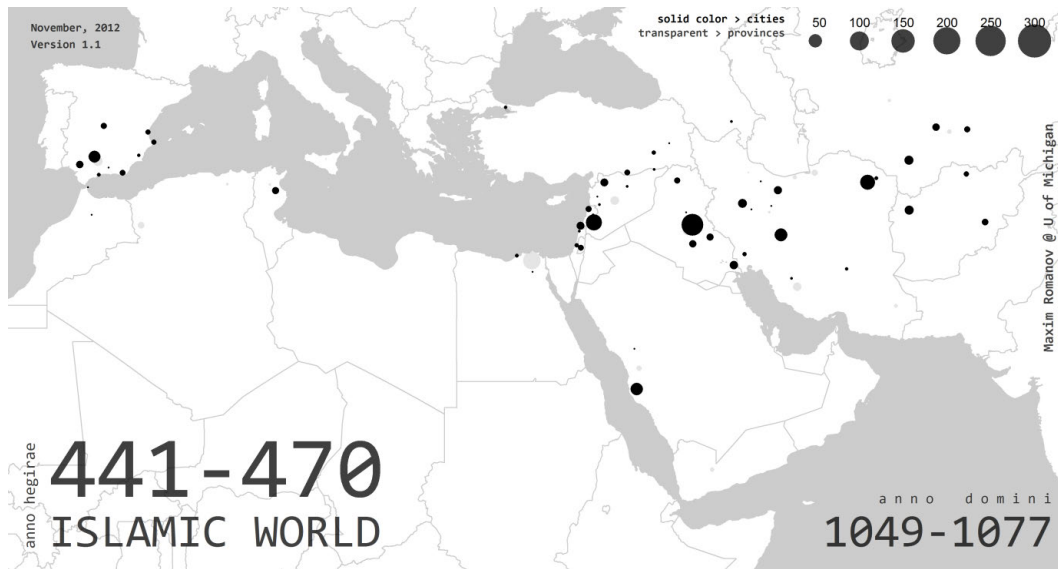 November, 2012
Version 1.1
solid color > cities
transparent > provinces
50 100 150 200 250 300
Maxim Romanov @ U of Michigan
anno hegirae
441-470
ISLAMIC WORLD
anno domini
1049-1077